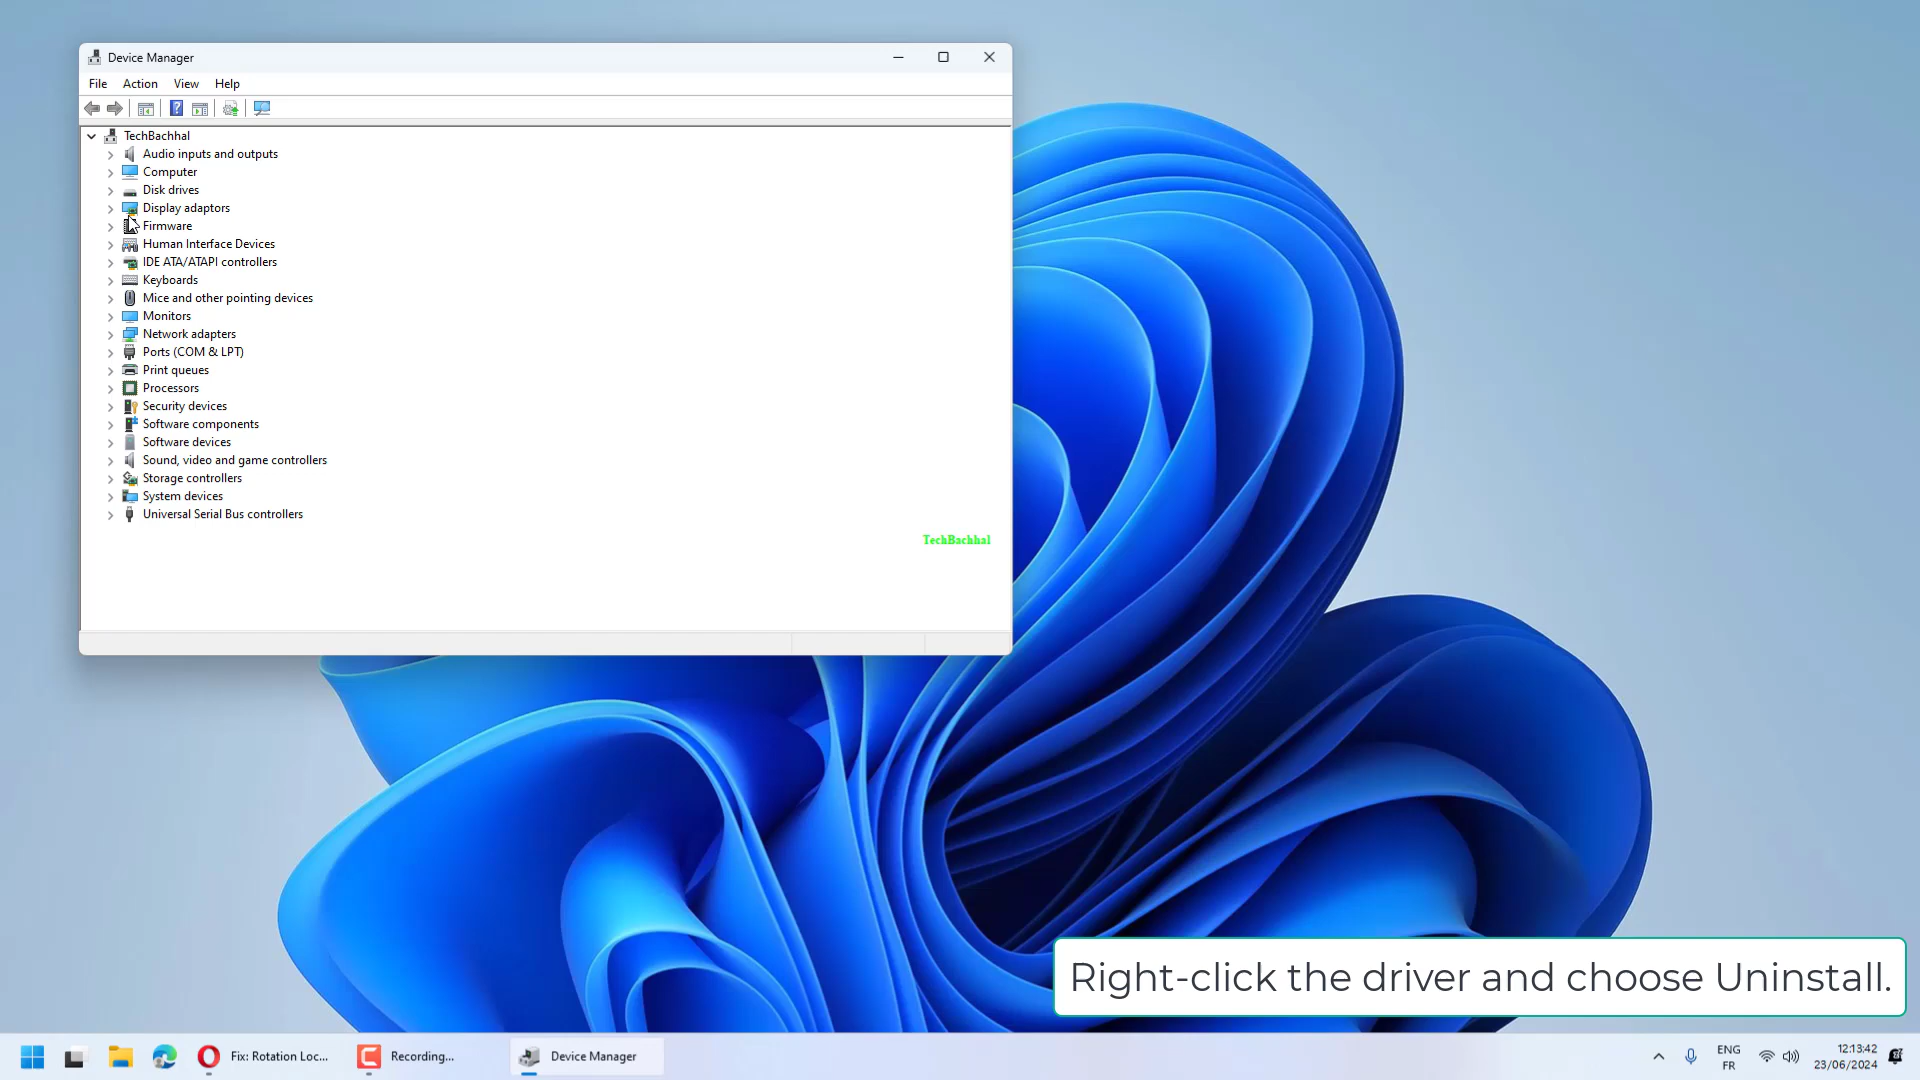 Device Manager
File Action View Help
TechBachhal
Audio inputs and outputs
Computer
Disk drives
Display adaptors
Firmware
Human Interface Devices
IDE ATA/ATAPI controllers
Keyboards
Mice and other pointing devices
Monitors
Network adapters
Ports (COM & LPT)
Print queues
Processors
Security devices
Software components
Software devices
Sound, video and game controllers
Storage controllers
System devices
Universal Serial Bus controllers
TechBachhal
Right-click the driver and choose Uninstall.
Fix: Rotation Loc...
Recording...
Device Manager
ENG
FR
12:13:42
23/06/2024